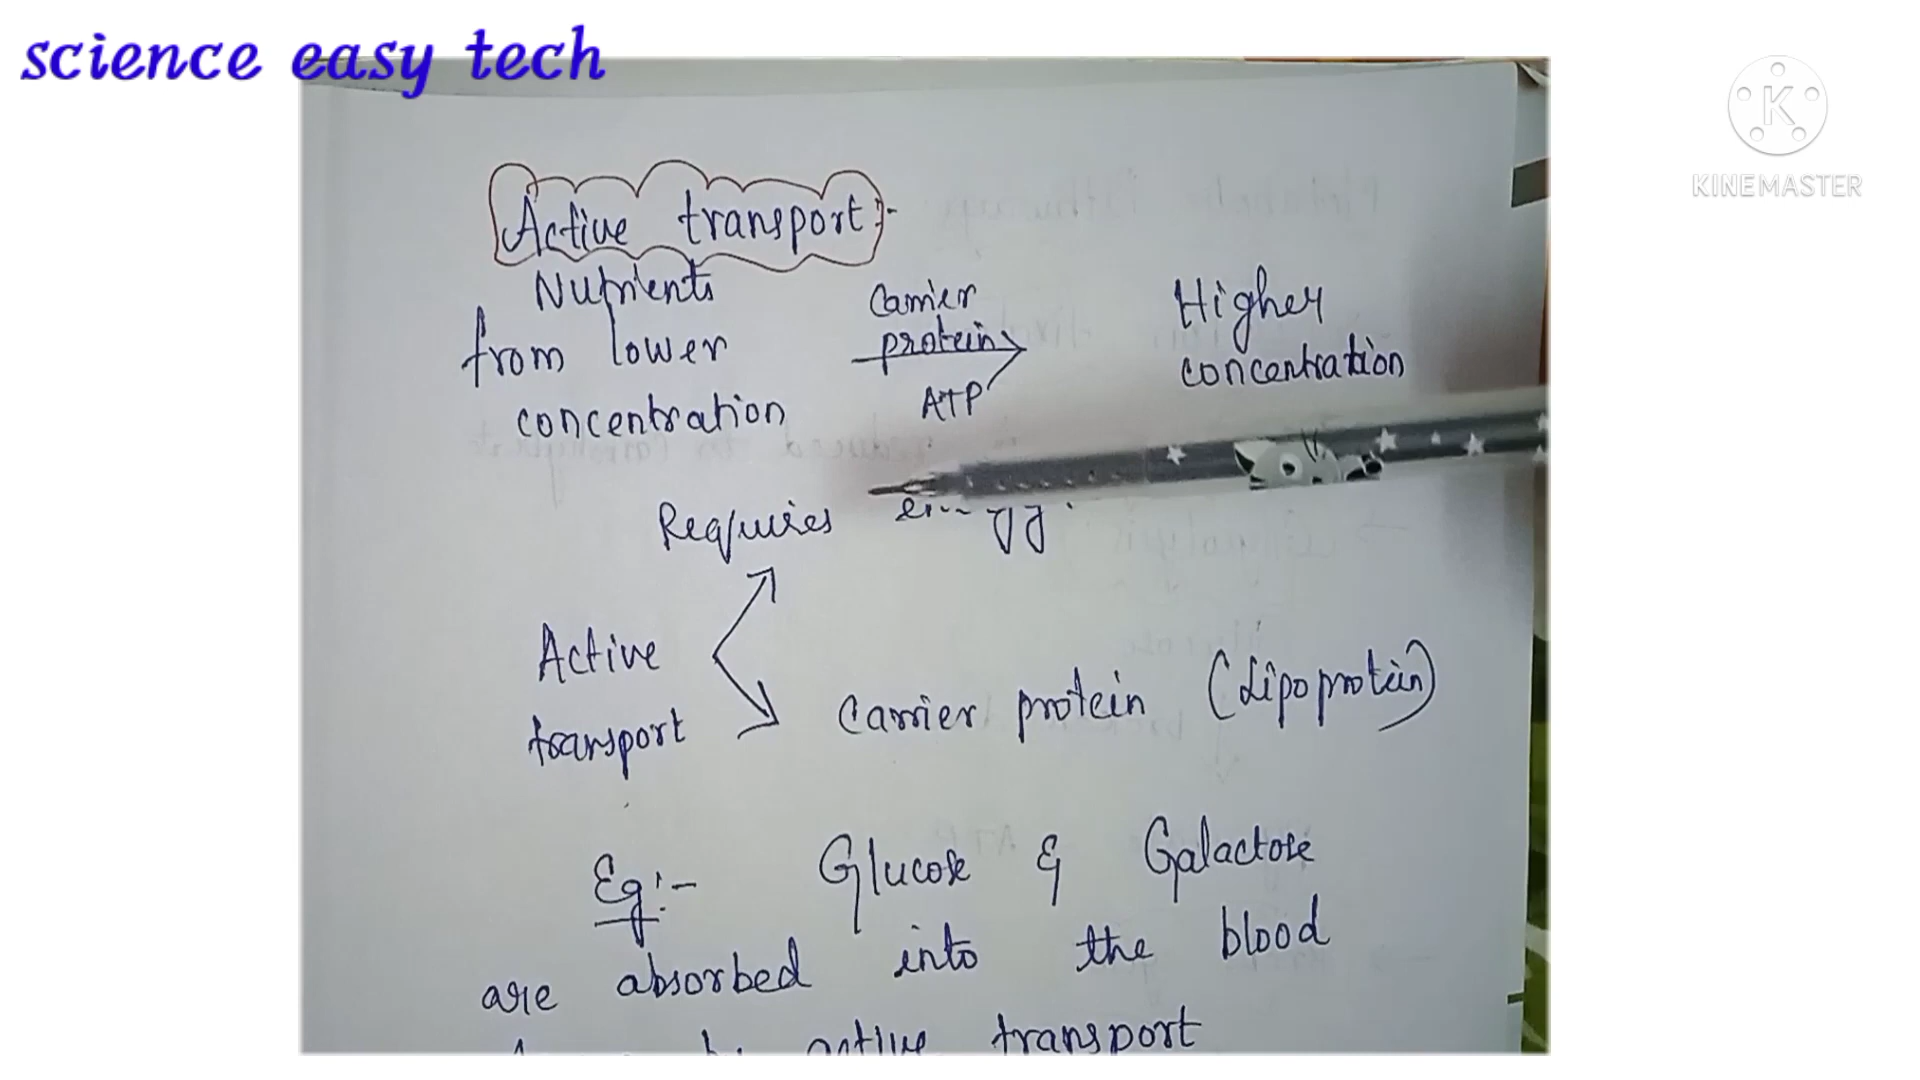 science easy tech
K
KINEMASTER
Active transport:-
Nutrients
from lower
concentration
Carrier
protein
ATP
Higher
concentration
Requires
Active
transport
Carrier protein (Lipoprotein)
Eg:- Glucose & Galactose
are absorbed into the blood
active transport